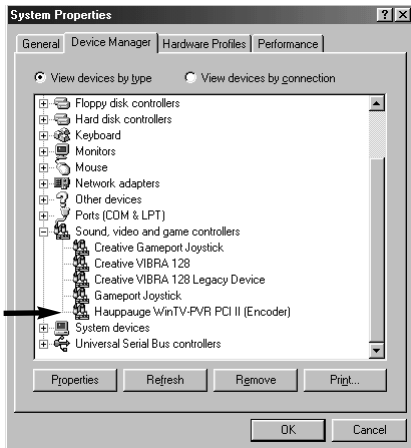 System Properties
General Device Manager Hardware Profiles Performance
View devices by type View devices by connection
Floppy disk controllers
Hard disk controllers
Keyboard
Monitors
Mouse
Network adapters
Other devices
Ports (COM & LPT)
Sound, video and game controllers
Creative Gameport Joystick
Creative VIBRA 128
Creative VIBRA 128 Legacy Device
Gameport Joystick
Hauppauge WinTV-PVR PCI II (Encoder)
System devices
Universal Serial Bus controllers
Properties Refresh Remove Print...
OK Cancel